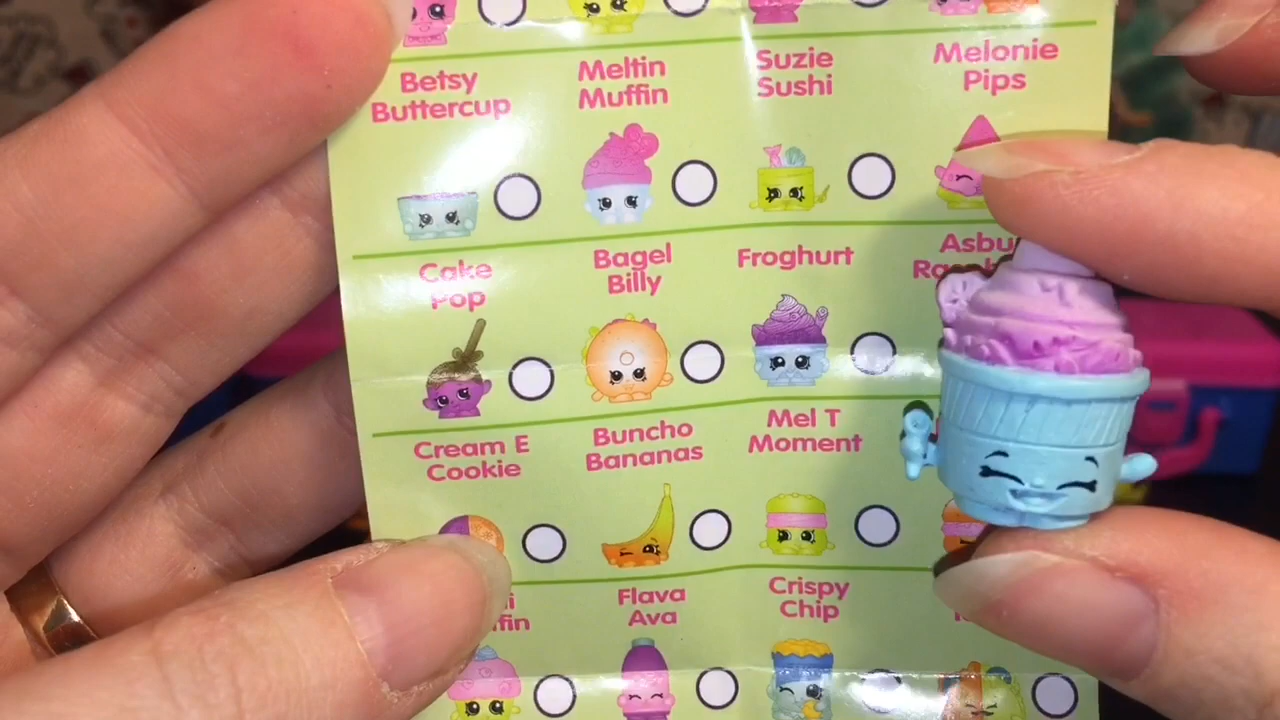 Betsy
Buttercup
Meltin
Muffin
Suzie
Sushi
Melonie
Pips
Cake
Pop
Bagel
Billy
Froghurt
Cream E
Cookie
Buncho
Bananas
Mel T
Moment
Flava
Ava
Crispy
Chip